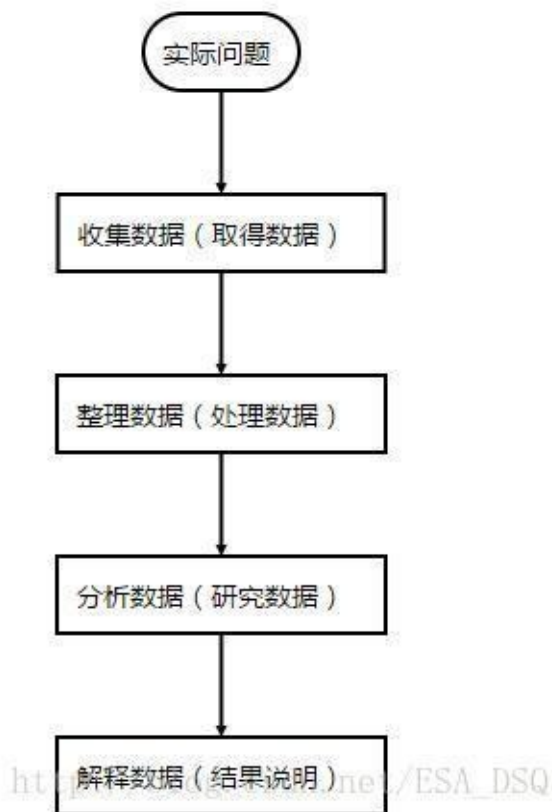 实际问题
收集数据（取得数据）
整理数据（处理数据）
分析数据（研究数据）
解释数据（结果说明）
net/ESA_DSQ